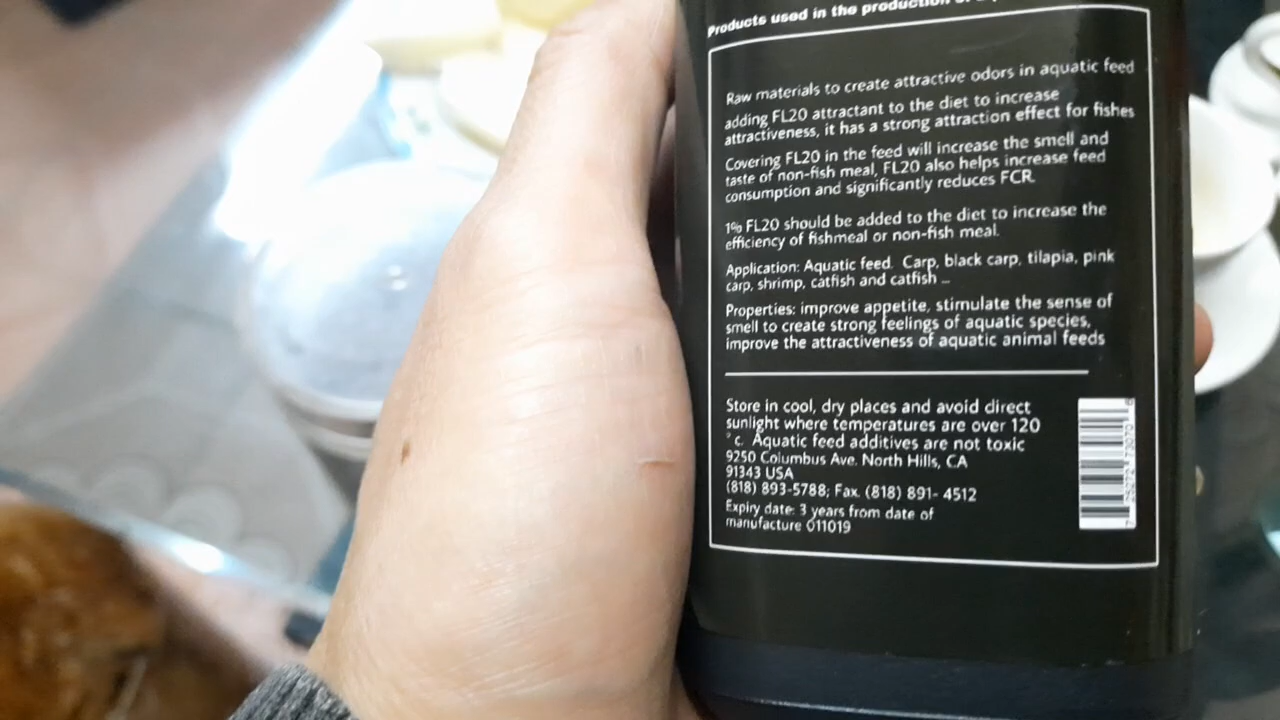 Products used in the production of
Raw materials to create attractive odors in aquatic feed
adding FL20 attractant to the diet to increase
attractiveness, it has a strong attraction effect for fishes
Covering FL20 in the feed will increase the smell and
taste of non-fish meal, FL20 also helps increase feed
consumption and significantly reduces FCR.
1% FL20 should be added to the diet to increase the
efficiency of fishmeal or non-fish meal.
Application: Aquatic feed. Carp, black carp, tilapia, pink
carp, shrimp, catfish and catfish ...
Properties: improve appetite, stimulate the sense of
smell to create strong feelings of aquatic species,
improve the attractiveness of aquatic animal feeds
Store in cool, dry places and avoid direct
sunlight where temperatures are over 120
°c. Aquatic feed additives are not toxic
9250 Columbus Ave. North Hills, CA
91343 USA
(818) 893-5788; Fax. (818) 891- 4512
Expiry date: 3 years from date of
manufacture 011019